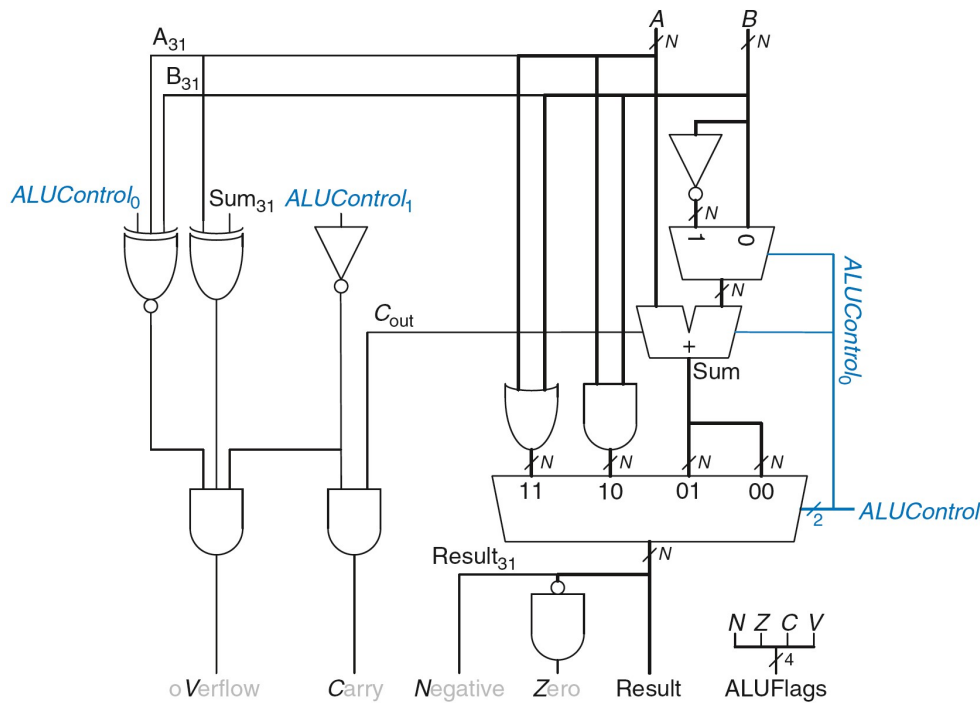 A B
N N
A31
B31
ALUControl0 Sum31 ALUControl1
N
1 0
N
ALUControl0
Cout
+
Sum
N N N N
11 10 01 00
2 ALUControl
N
Result31
N Z C V
4
oVerflow Carry Negative Zero Result ALUFlags